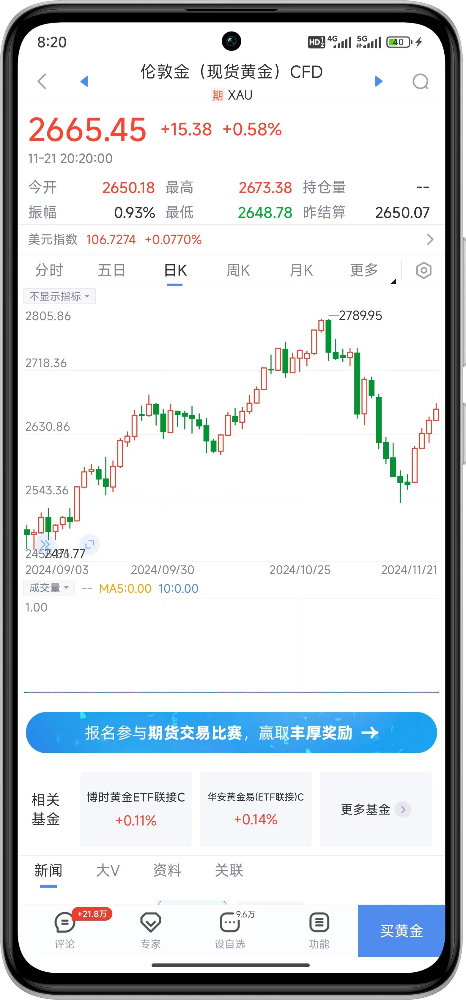 8:20
HD 1 2 4G 5G 40
伦敦金（现货黄金）CFD
期 XAU
2665.45 +15.38 +0.58%
11-21 20:20:00
今开 2650.18 最高 2673.38 持仓量 --
振幅 0.93% 最低 2648.78 昨结算 2650.07
美元指数 106.7274 +0.0770%
分时 五日 日K 周K 月K 更多
不显示指标
2805.86
2789.95
2718.36
2630.86
2543.36
2455.86
2471.77
2024/09/03 2024/09/30 2024/10/25 2024/11/21
成交量 -- MA5:0.00 10:0.00
1.00
报名参与期货交易比赛，赢取丰厚奖励
相关
基金
博时黄金ETF联接C
+0.11%
华安黄金易(ETF联接)C
+0.14%
更多基金
新闻 大V 资料 关联
+21.8万
9.6万
评论 专家 设自选 功能
买黄金